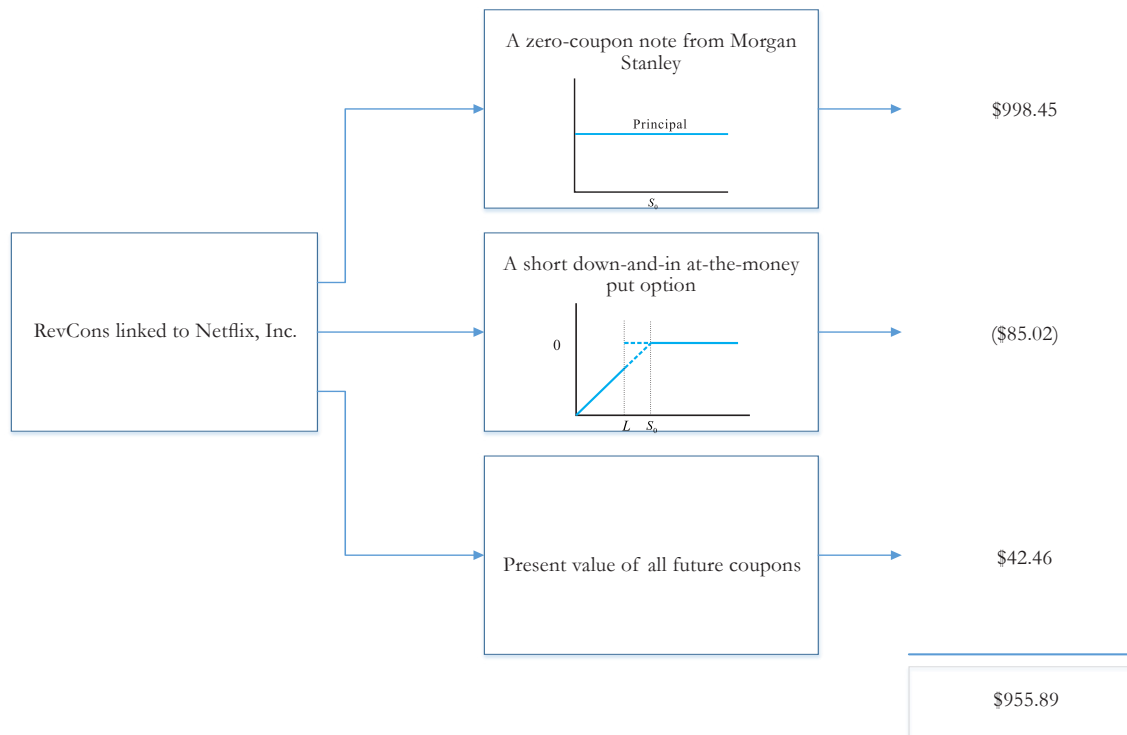 A zero-coupon note from Morgan
Stanley
Principal
S₀
$998.45
RevCons linked to Netflix, Inc.
A short down-and-in at-the-money
put option
0
L S₀
($85.02)
Present value of all future coupons
$42.46
$955.89